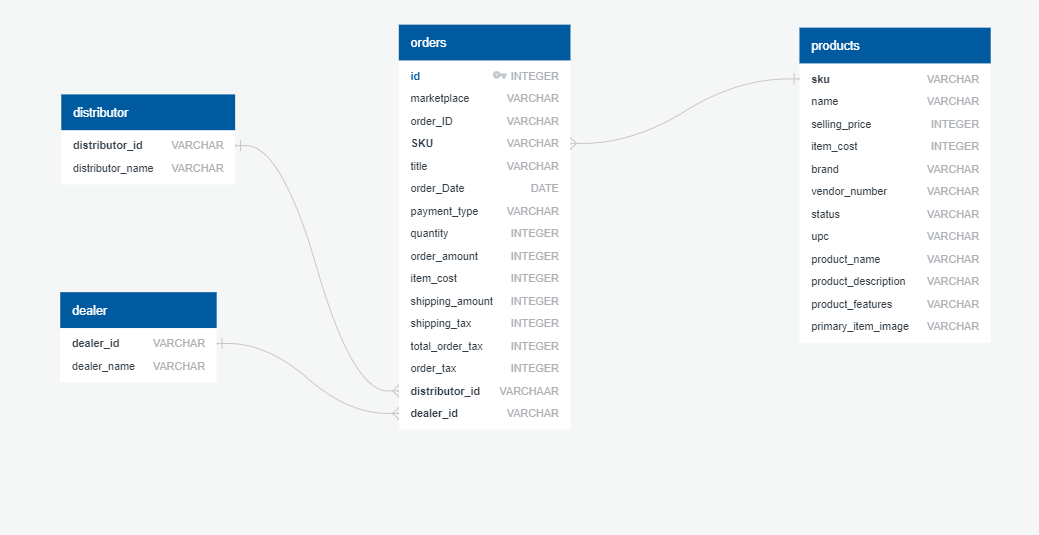 distributor
distributor_id VARCHAR
distributor_name VARCHAR
dealer
dealer_id VARCHAR
dealer_name VARCHAR
orders
id INTEGER
marketplace VARCHAR
order_ID VARCHAR
SKU VARCHAR
title VARCHAR
order_Date DATE
payment_type VARCHAR
quantity INTEGER
order_amount INTEGER
item_cost INTEGER
shipping_amount INTEGER
shipping_tax INTEGER
total_order_tax INTEGER
order_tax INTEGER
distributor_id VARCHAAR
dealer_id VARCHAR
products
sku VARCHAR
name VARCHAR
selling_price INTEGER
item_cost INTEGER
brand VARCHAR
vendor_number VARCHAR
status VARCHAR
upc VARCHAR
product_name VARCHAR
product_description VARCHAR
product_features VARCHAR
primary_item_image VARCHAR